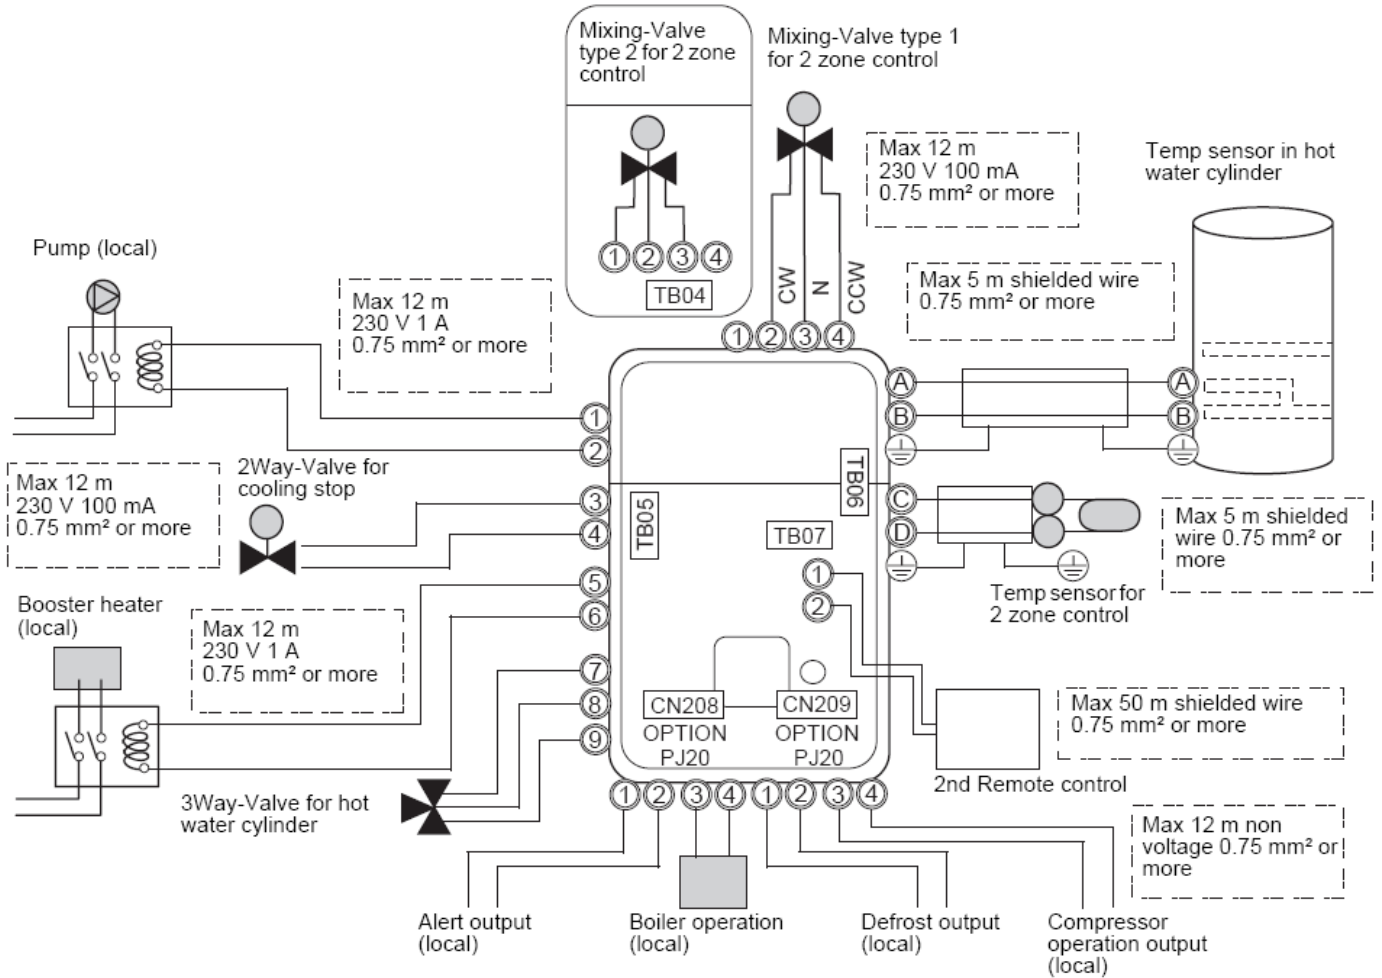 Mixing-Valve
type 2 for 2 zone
control
1 2 3 4
TB04
Mixing-Valve type 1
for 2 zone control
CW
N
CCW
1 2 3 4
Max 12 m
230 V 100 mA
0.75 mm² or more
Temp sensor in hot
water cylinder
Max 5 m shielded wire
0.75 mm² or more
A
B
A
B
Pump (local)
Max 12 m
230 V 1 A
0.75 mm² or more
1
2
Max 12 m
230 V 100 mA
0.75 mm² or more
2Way-Valve for
cooling stop
3
4
TB05
TB06
TB07
1
2
C
D
Temp sensor for
2 zone control
Max 5 m shielded
wire 0.75 mm² or
more
Booster heater
(local)
Max 12 m
230 V 1 A
0.75 mm² or more
5
6
7
8
9
3Way-Valve for hot
water cylinder
CN208
OPTION
PJ20
CN209
OPTION
PJ20
2nd Remote control
Max 50 m shielded wire
0.75 mm² or more
1 2 3 4 1 2 3 4
Max 12 m non
voltage 0.75 mm² or
more
Alert output
(local)
Boiler operation
(local)
Defrost output
(local)
Compressor
operation output
(local)